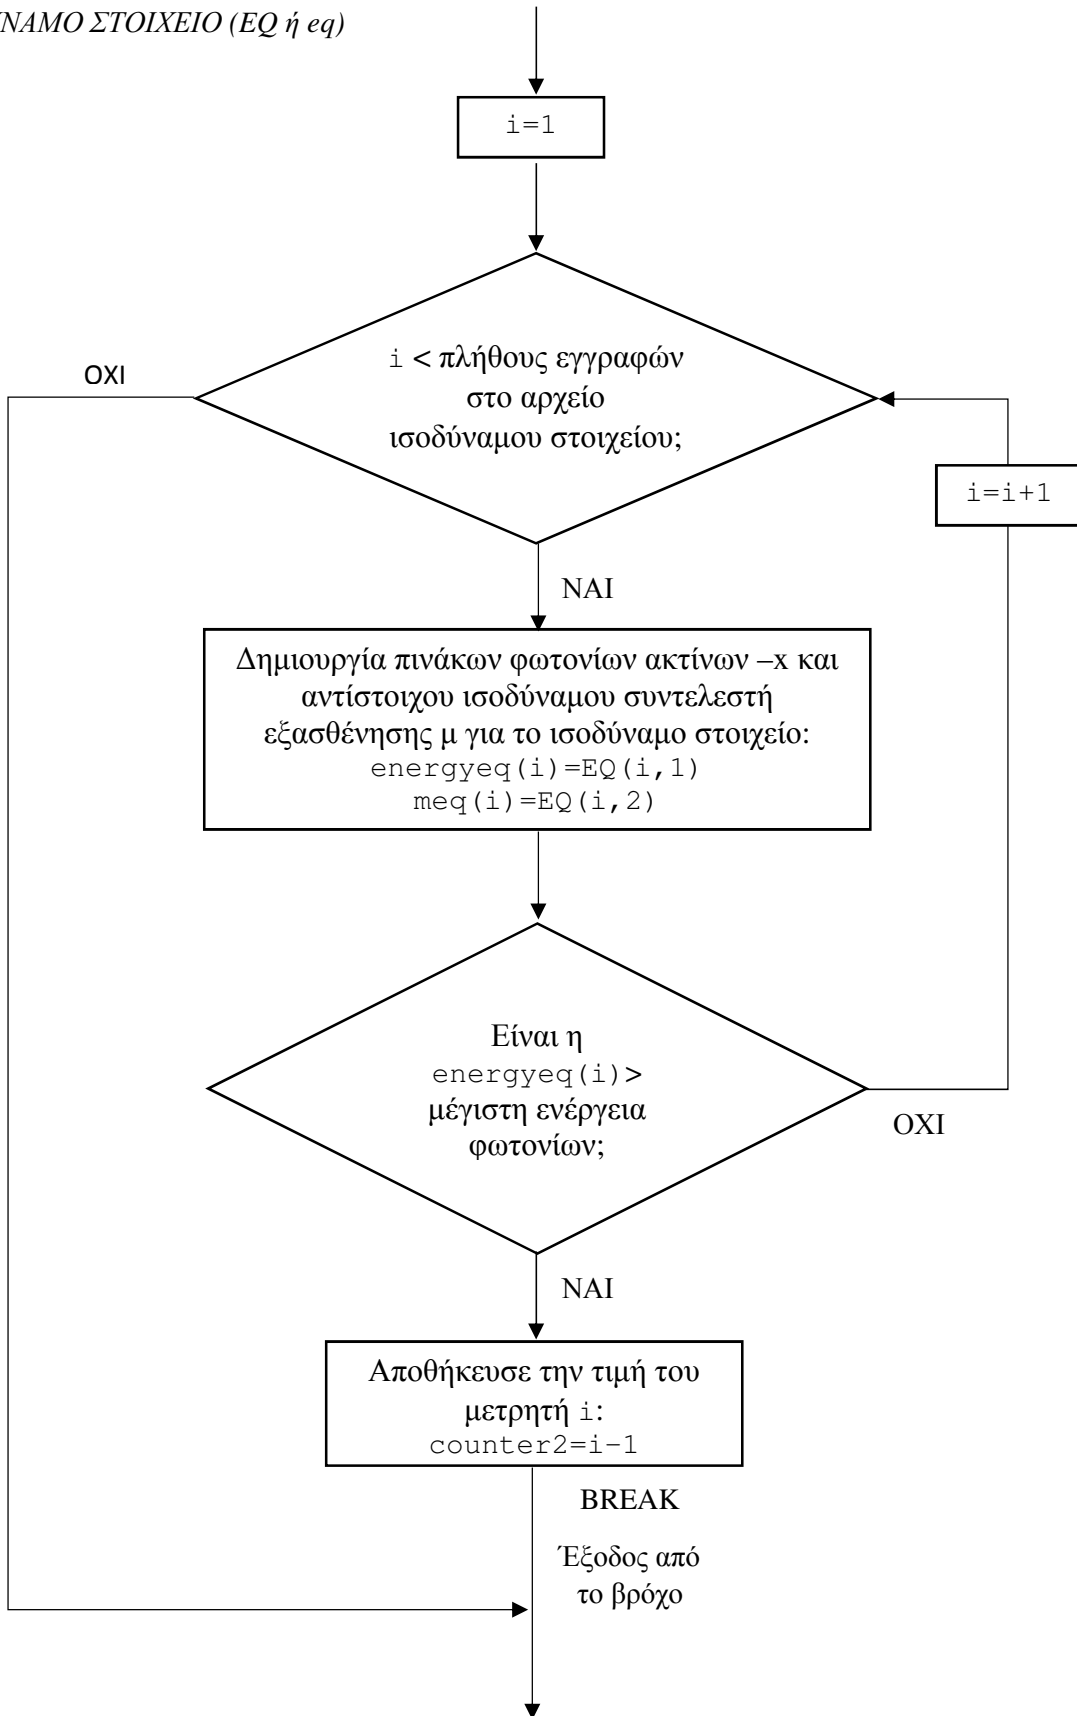 ΝΑΜΟ ΣΤΟΙΧΕΙΟ (EQ ή eq)
i=1
i < πλήθους εγγραφών
στο αρχείο
ισοδύναμου στοιχείου;
ΟΧΙ
i=i+1
ΝΑΙ
Δημιουργία πινάκων φωτονίων ακτίνων –x και
αντίστοιχου ισοδύναμου συντελεστή
εξασθένησης μ για το ισοδύναμο στοιχείο:
energyeq(i)=EQ(i,1)
meq(i)=EQ(i,2)
Είναι η
energyeq(i)>
μέγιστη ενέργεια
φωτονίων;
ΟΧΙ
ΝΑΙ
Αποθήκευσε την τιμή του
μετρητή i:
counter2=i-1
BREAK
Έξοδος από
το βρόχο